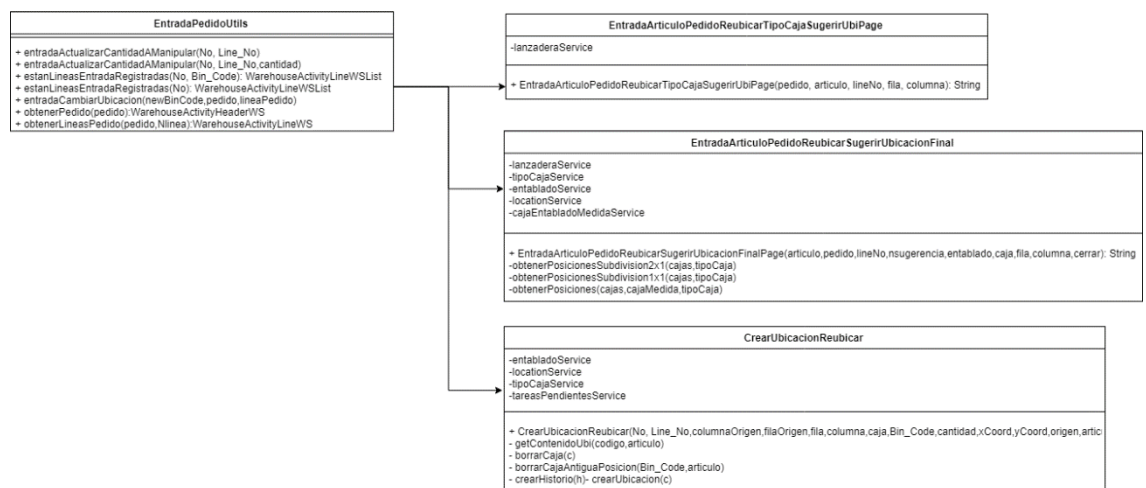 EntradaPedidoUtils
+ entradaActualizarCantidadAManipular(No, Line_No)
+ entradaActualizarCantidadAManipular(No, Line_No,cantidad)
+ estanLineasEntradaRegistradas(No, Bin_Code): WarehouseActivityLineWSList
+ estanLineasEntradaRegistradas(No): WarehouseActivityLineWSList
+ entradaCambiarUbicacion(newBinCode,pedido,lineaPedido)
+ obtenerPedido(pedido):WarehouseActivityHeaderWS
+ obtenerLineasPedido(pedido,Nlinea):WarehouseActivityLineWS
EntradaArticuloPedidoReubicarTipoCajaSugerirUbiPage
-lanzaderaService
+ EntradaArticuloPedidoReubicarTipoCajaSugerirUbiPage(pedido, articulo, lineNo, fila, columna): String
EntradaArticuloPedidoReubicarSugerirUbicacionFinal
-lanzaderaService
-tipoCajaService
-entabladoService
-locationService
-cajaEntabladoMedidaService
+ EntradaArticuloPedidoReubicarSugerirUbicacionFinalPage(articulo,pedido,lineNo,nsugerencia,entablado,caja,fila,columna,cerrar): String
-obtenerPosicionesSubdivision2x1(cajas,tipoCaja)
-obtenerPosicionesSubdivision1x1(cajas,tipoCaja)
-obtenerPosiciones(cajas,cajaMedida,tipoCaja)
CrearUbicacionReubicar
-entabladoService
-locationService
-tipoCajaService
-tareasPendientesService
+ CrearUbicacionReubicar(No, Line_No,columnaOrigen,filaOrigen,fila,columna,caja,Bin_Code,cantidad,xCoord,yCoord,origen,artic
- getContenidoUbi(codigo,articulo)
- borrarCaja(c)
- borrarCajaAntiguaPosicion(Bin_Code,articulo)
- crearHistorio(h)- crearUbicacion(c)